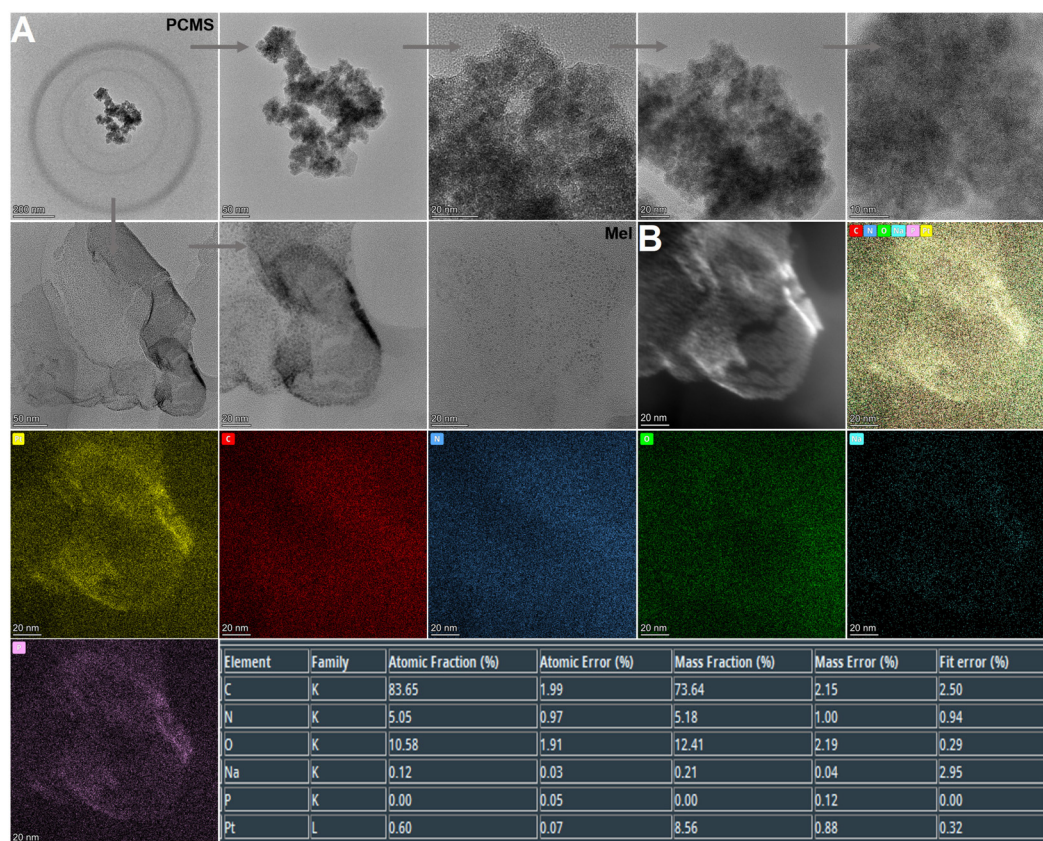 A
PCMS
200 nm
50 nm
20 nm
20 nm
10 nm
50 nm
20 nm
Mel
20 nm
B
20 nm
C N O Na
20 nm
20 nm
C
20 nm
N
20 nm
O
20 nm
Na
20 nm
20 nm
Element Family Atomic Fraction (%) Atomic Error (%) Mass Fraction (%) Mass Error (%) Fit error (%)
C K 83.65 1.99 73.64 2.15 2.50
N K 5.05 0.97 5.18 1.00 0.94
O K 10.58 1.91 12.41 2.19 0.29
Na K 0.12 0.03 0.21 0.04 2.95
P K 0.00 0.05 0.00 0.12 0.00
Pt L 0.60 0.07 8.56 0.88 0.32